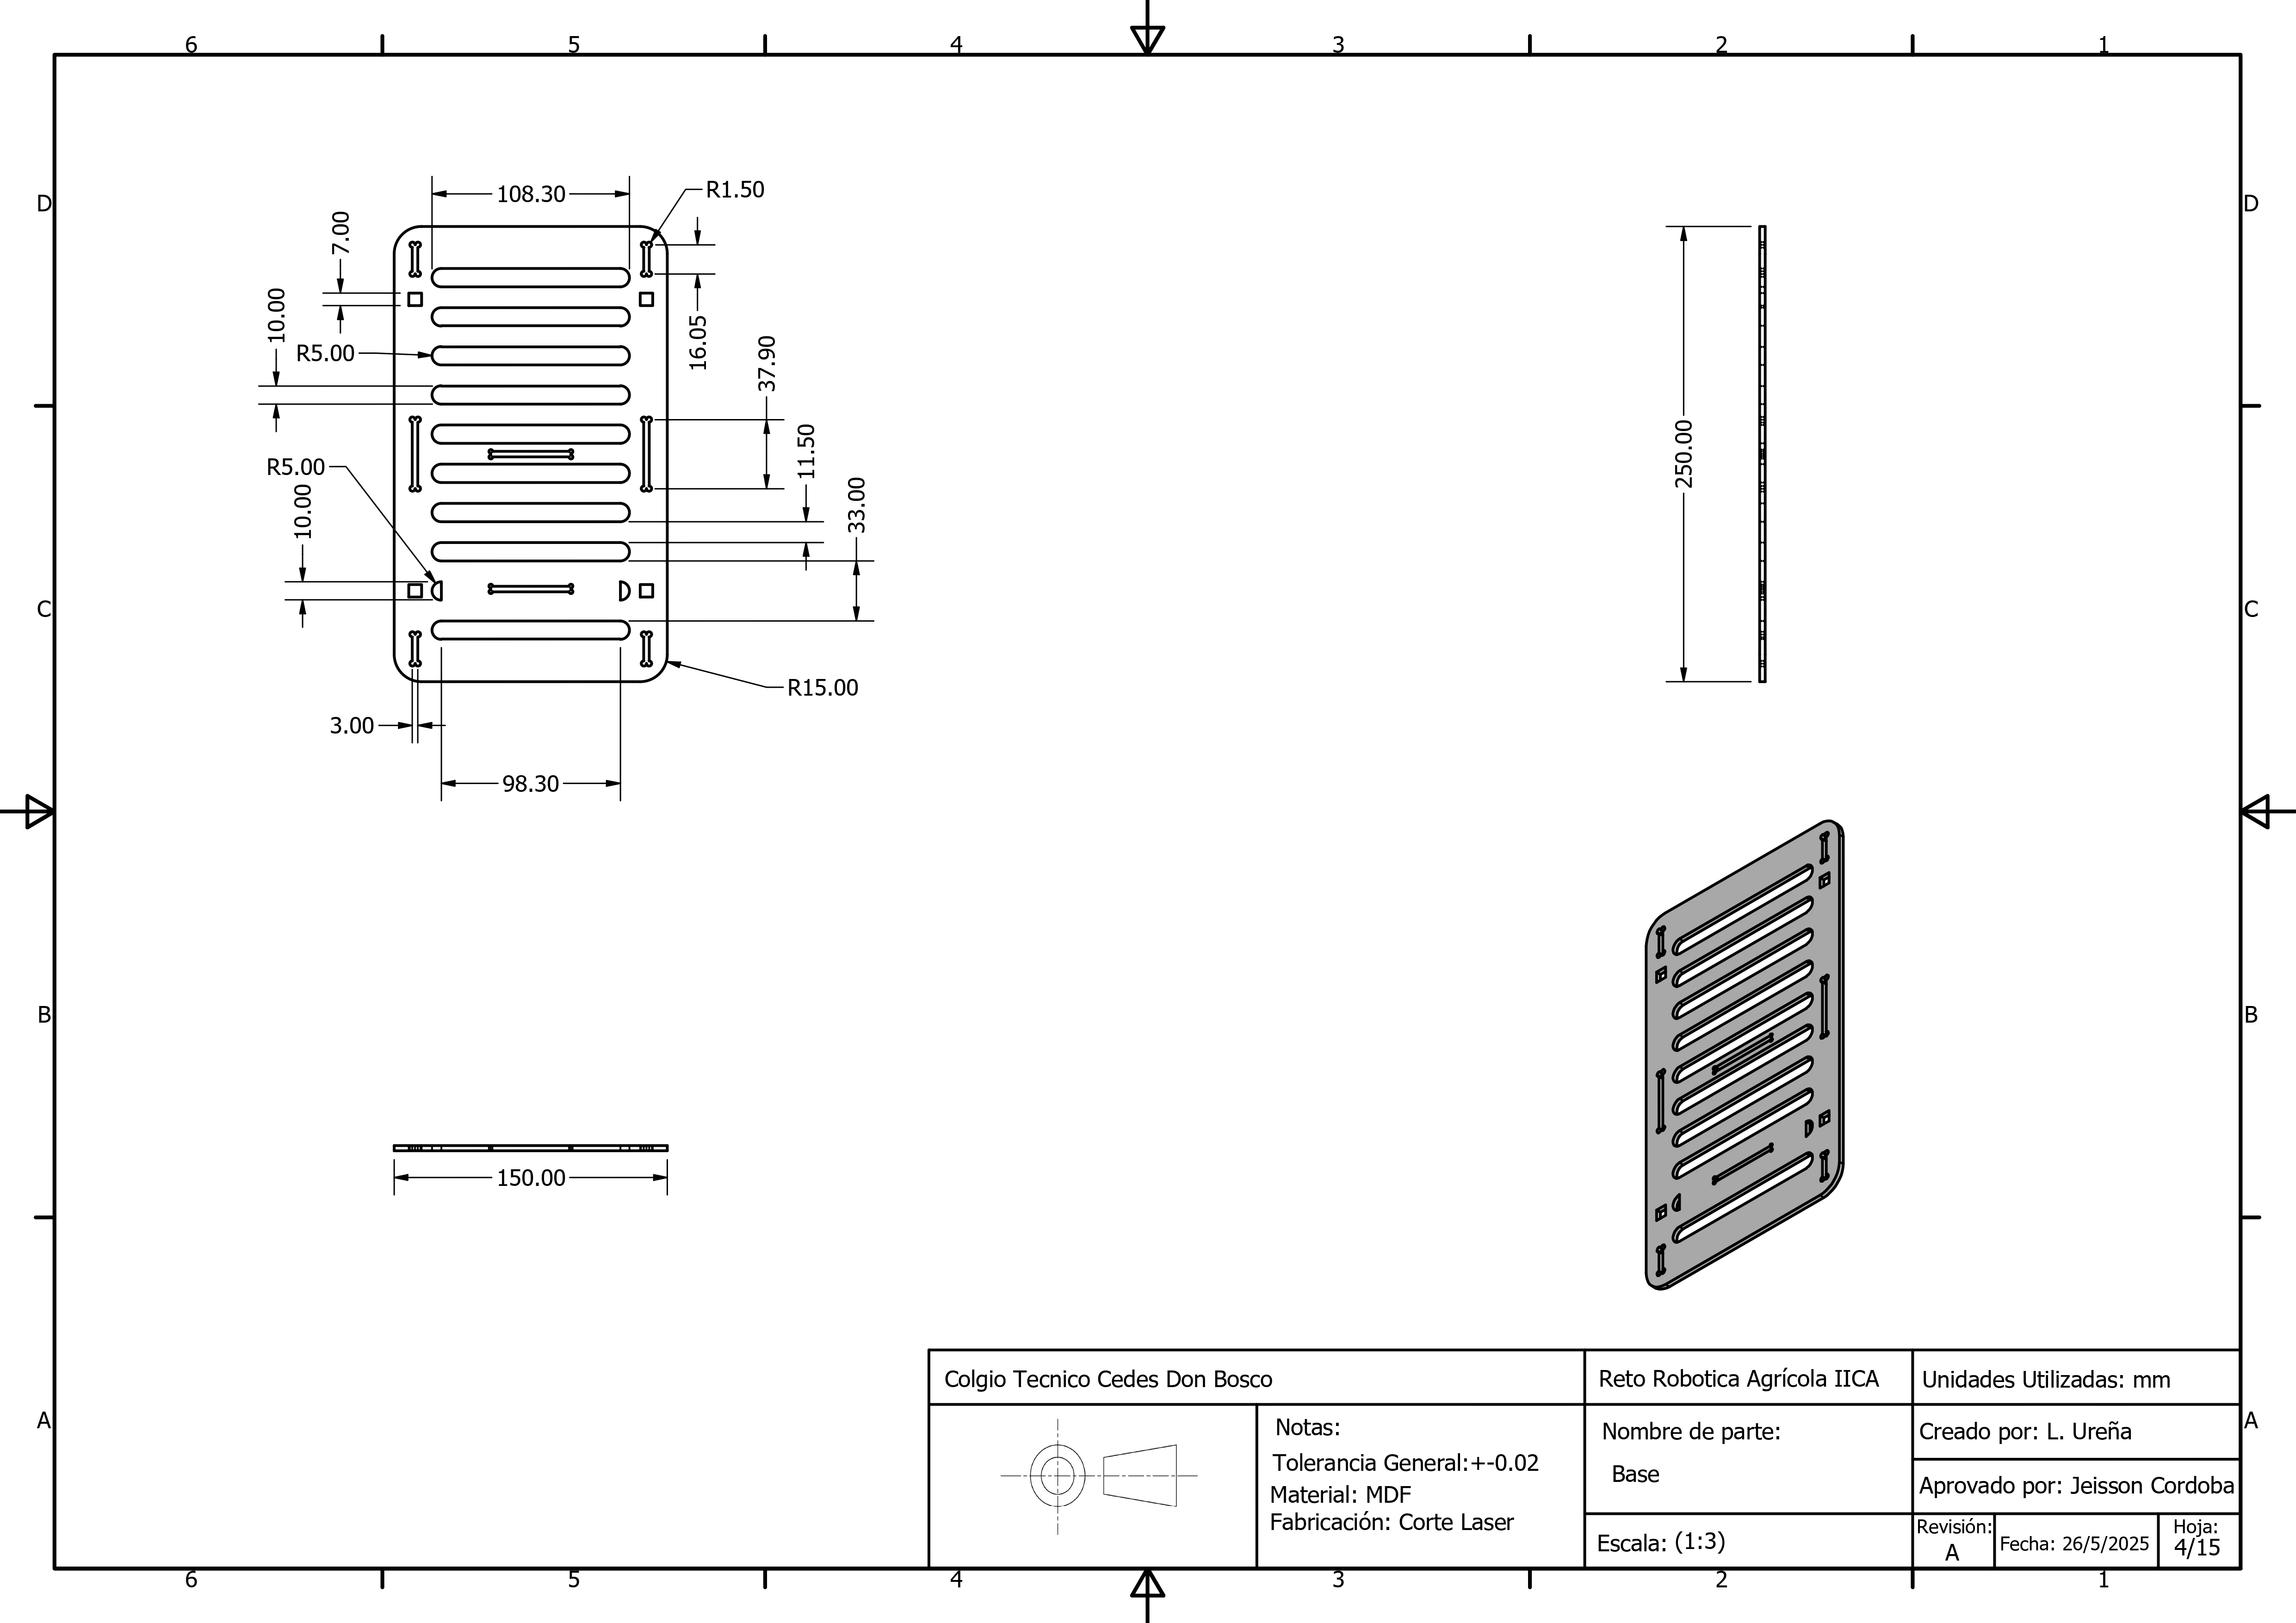 6 5 4 3 2 1
D D
108.30
R1.50
7.00
10.00
R5.00
16.05
37.90
R5.00
11.50
10.00
33.00
250.00
C C
R15.00
3.00
98.30
B B
150.00
Colgio Tecnico Cedes Don Bosco
Reto Robotica Agrícola IICA
Unidades Utilizadas: mm
A A
Notas:
Tolerancia General:+-0.02
Material: MDF
Fabricación: Corte Laser
Nombre de parte:
Base
Escala: (1:3)
Creado por: L. Ureña
Aprovado por: Jeisson Cordoba
Revisión:
A
Fecha: 26/5/2025
Hoja:
4/15
6 5 4 3 2 1